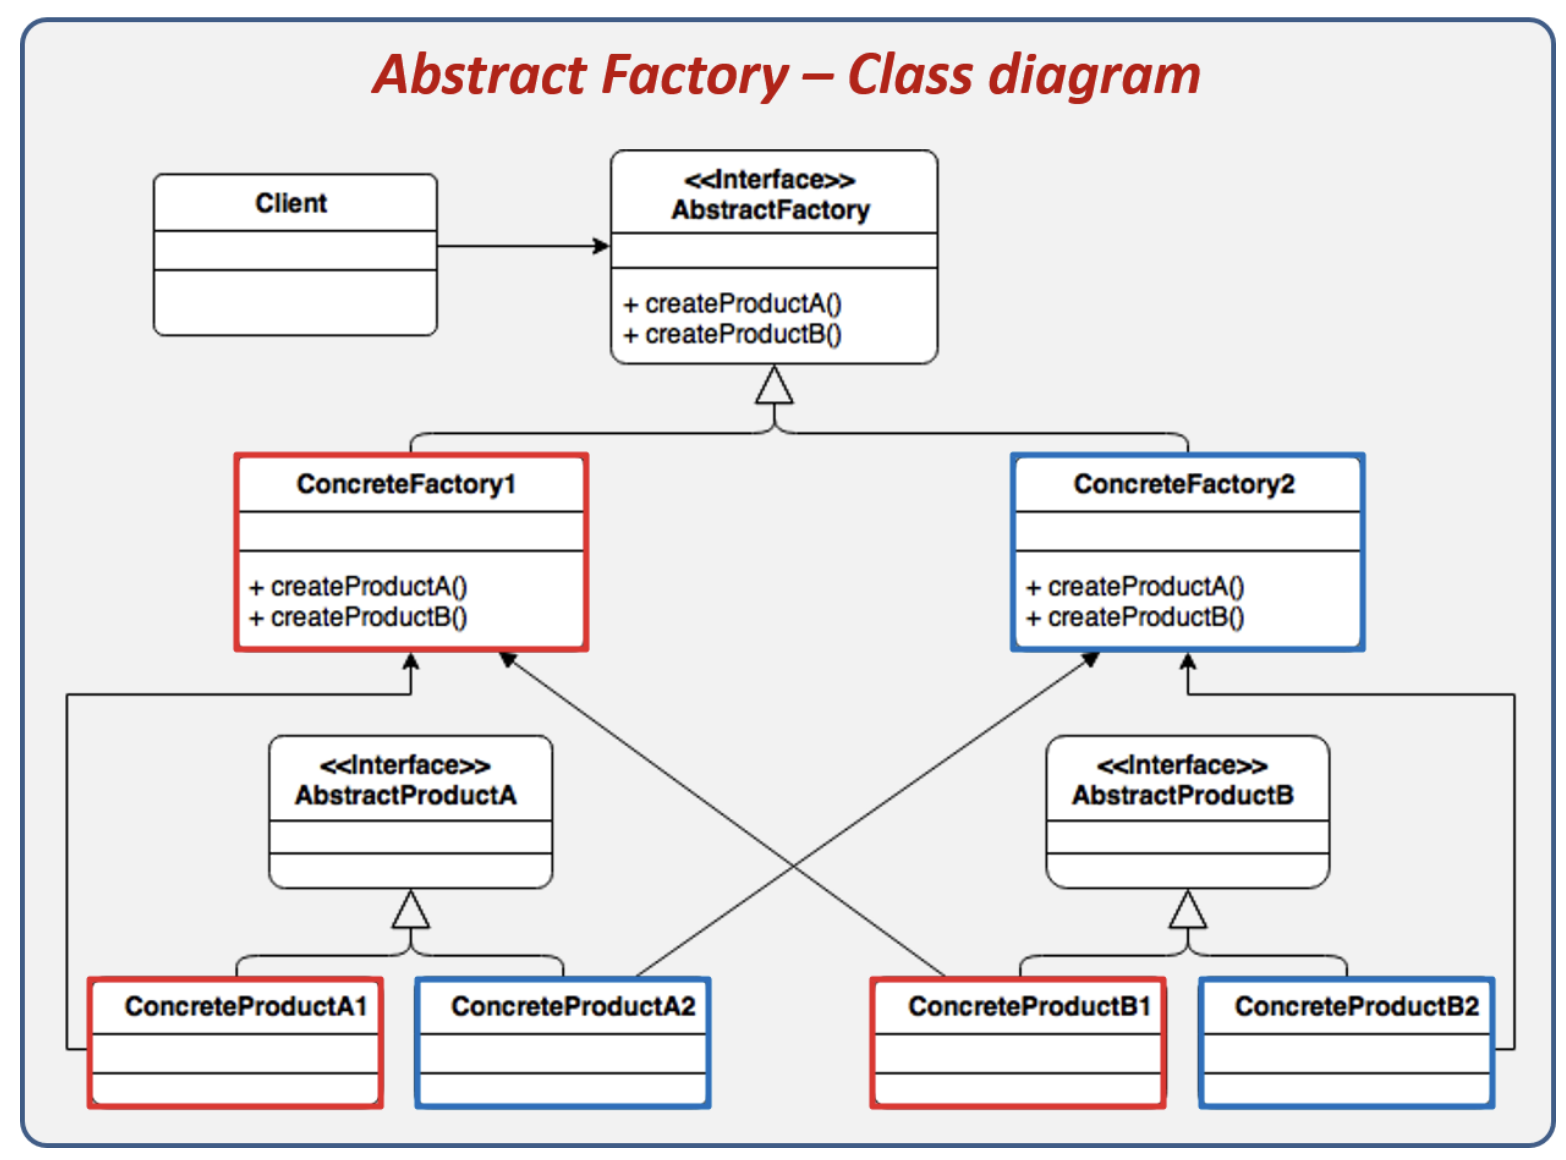 Abstract Factory – Class diagram
Client
<<Interface>>
AbstractFactory
+ createProductA()
+ createProductB()
ConcreteFactory1
+ createProductA()
+ createProductB()
ConcreteFactory2
+ createProductA()
+ createProductB()
<<Interface>>
AbstractProductA
<<Interface>>
AbstractProductB
ConcreteProductA1
ConcreteProductA2
ConcreteProductB1
ConcreteProductB2